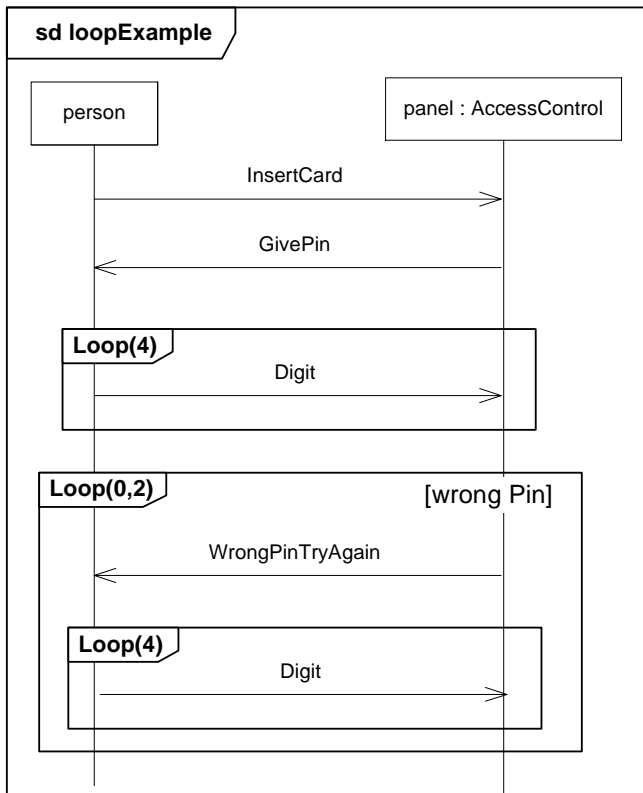 sd loopExample
person
panel : AccessControl
InsertCard
GivePin
Loop(4)
Digit
Loop(0,2)
[wrong Pin]
WrongPinTryAgain
Loop(4)
Digit